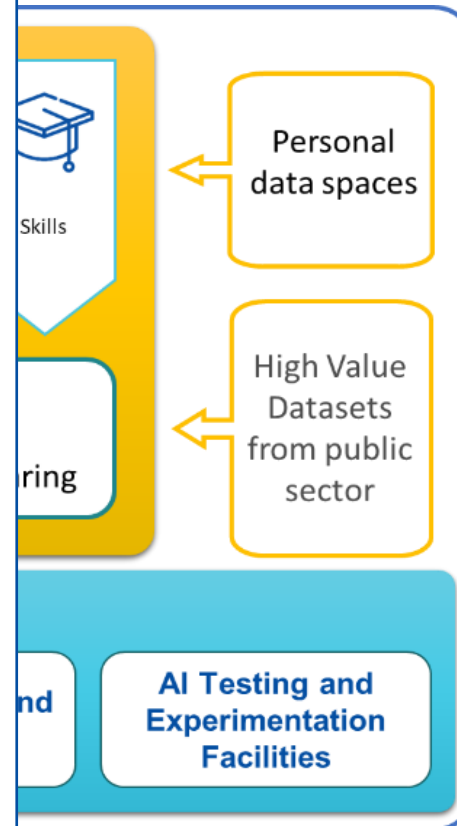 Skills
Personal
data spaces
High Value
Datasets
from public
sector
ring
nd
AI Testing and
Experimentation
Facilities